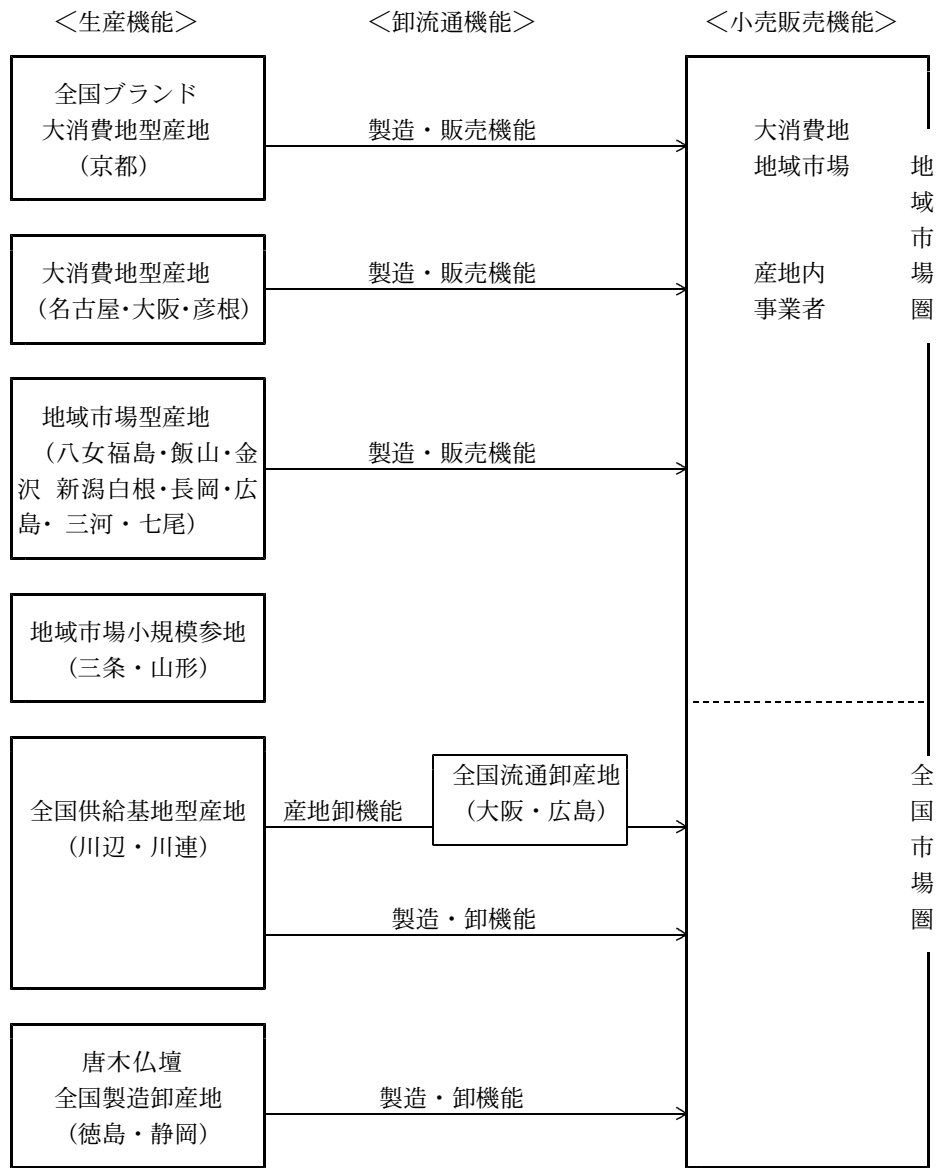 ＜生産機能＞ ＜卸流通機能＞ ＜小売販売機能＞
全国ブランド
大消費地型産地
（京都）
製造・販売機能
大消費地型産地
（名古屋･大阪･彦根）
製造・販売機能
地域市場型産地
（八女福島･飯山･金
沢 新潟白根･長岡･広
島･ 三河・七尾）
製造・販売機能
地域市場小規模参地
（三条・山形）
全国供給基地型産地
（川辺・川連）
産地卸機能
全国流通卸産地
（大阪・広島）
製造・卸機能
唐木仏壇
全国製造卸産地
（徳島・静岡）
製造・卸機能
大消費地
地域市場
産地内
事業者
地域市場圏
全国市場圏